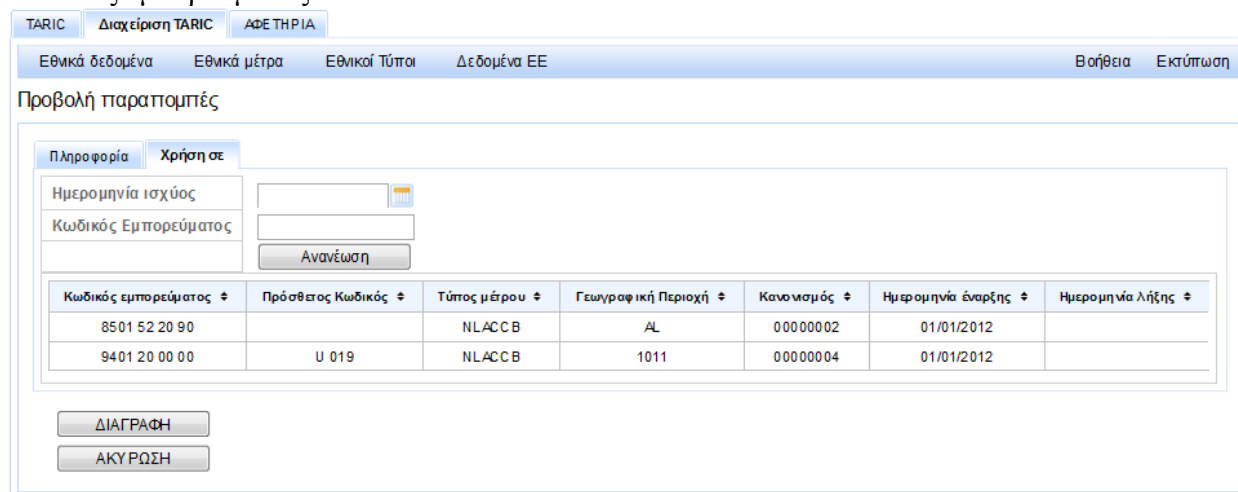 TARIC Διαχείριση TARIC ΑΦΕΤΗΡΙΑ
Εθνικά δεδομένα Εθνικά μέτρα Εθνικοί Τύποι Δεδομένα ΕΕ Βοήθεια Εκτύπωση
Προβολή παραπομπές
Πληροφορία Χρήση σε
Ημερομηνία ισχύος
Κωδικός Εμπορεύματος
Ανανέωση
Κωδικός εμπορεύματος Πρόσθετος Κωδικός Τύπος μέτρου Γεωγραφική Περιοχή Κανονισμός Ημερομηνία έναρξης Ημερομηνία λήξης
8501 52 20 90 NLACCB AL 00000002 01/01/2012
9401 20 00 00 U 019 NLACCB 1011 00000004 01/01/2012
ΔΙΑΓΡΑΦΗ
ΑΚΥΡΩΣΗ